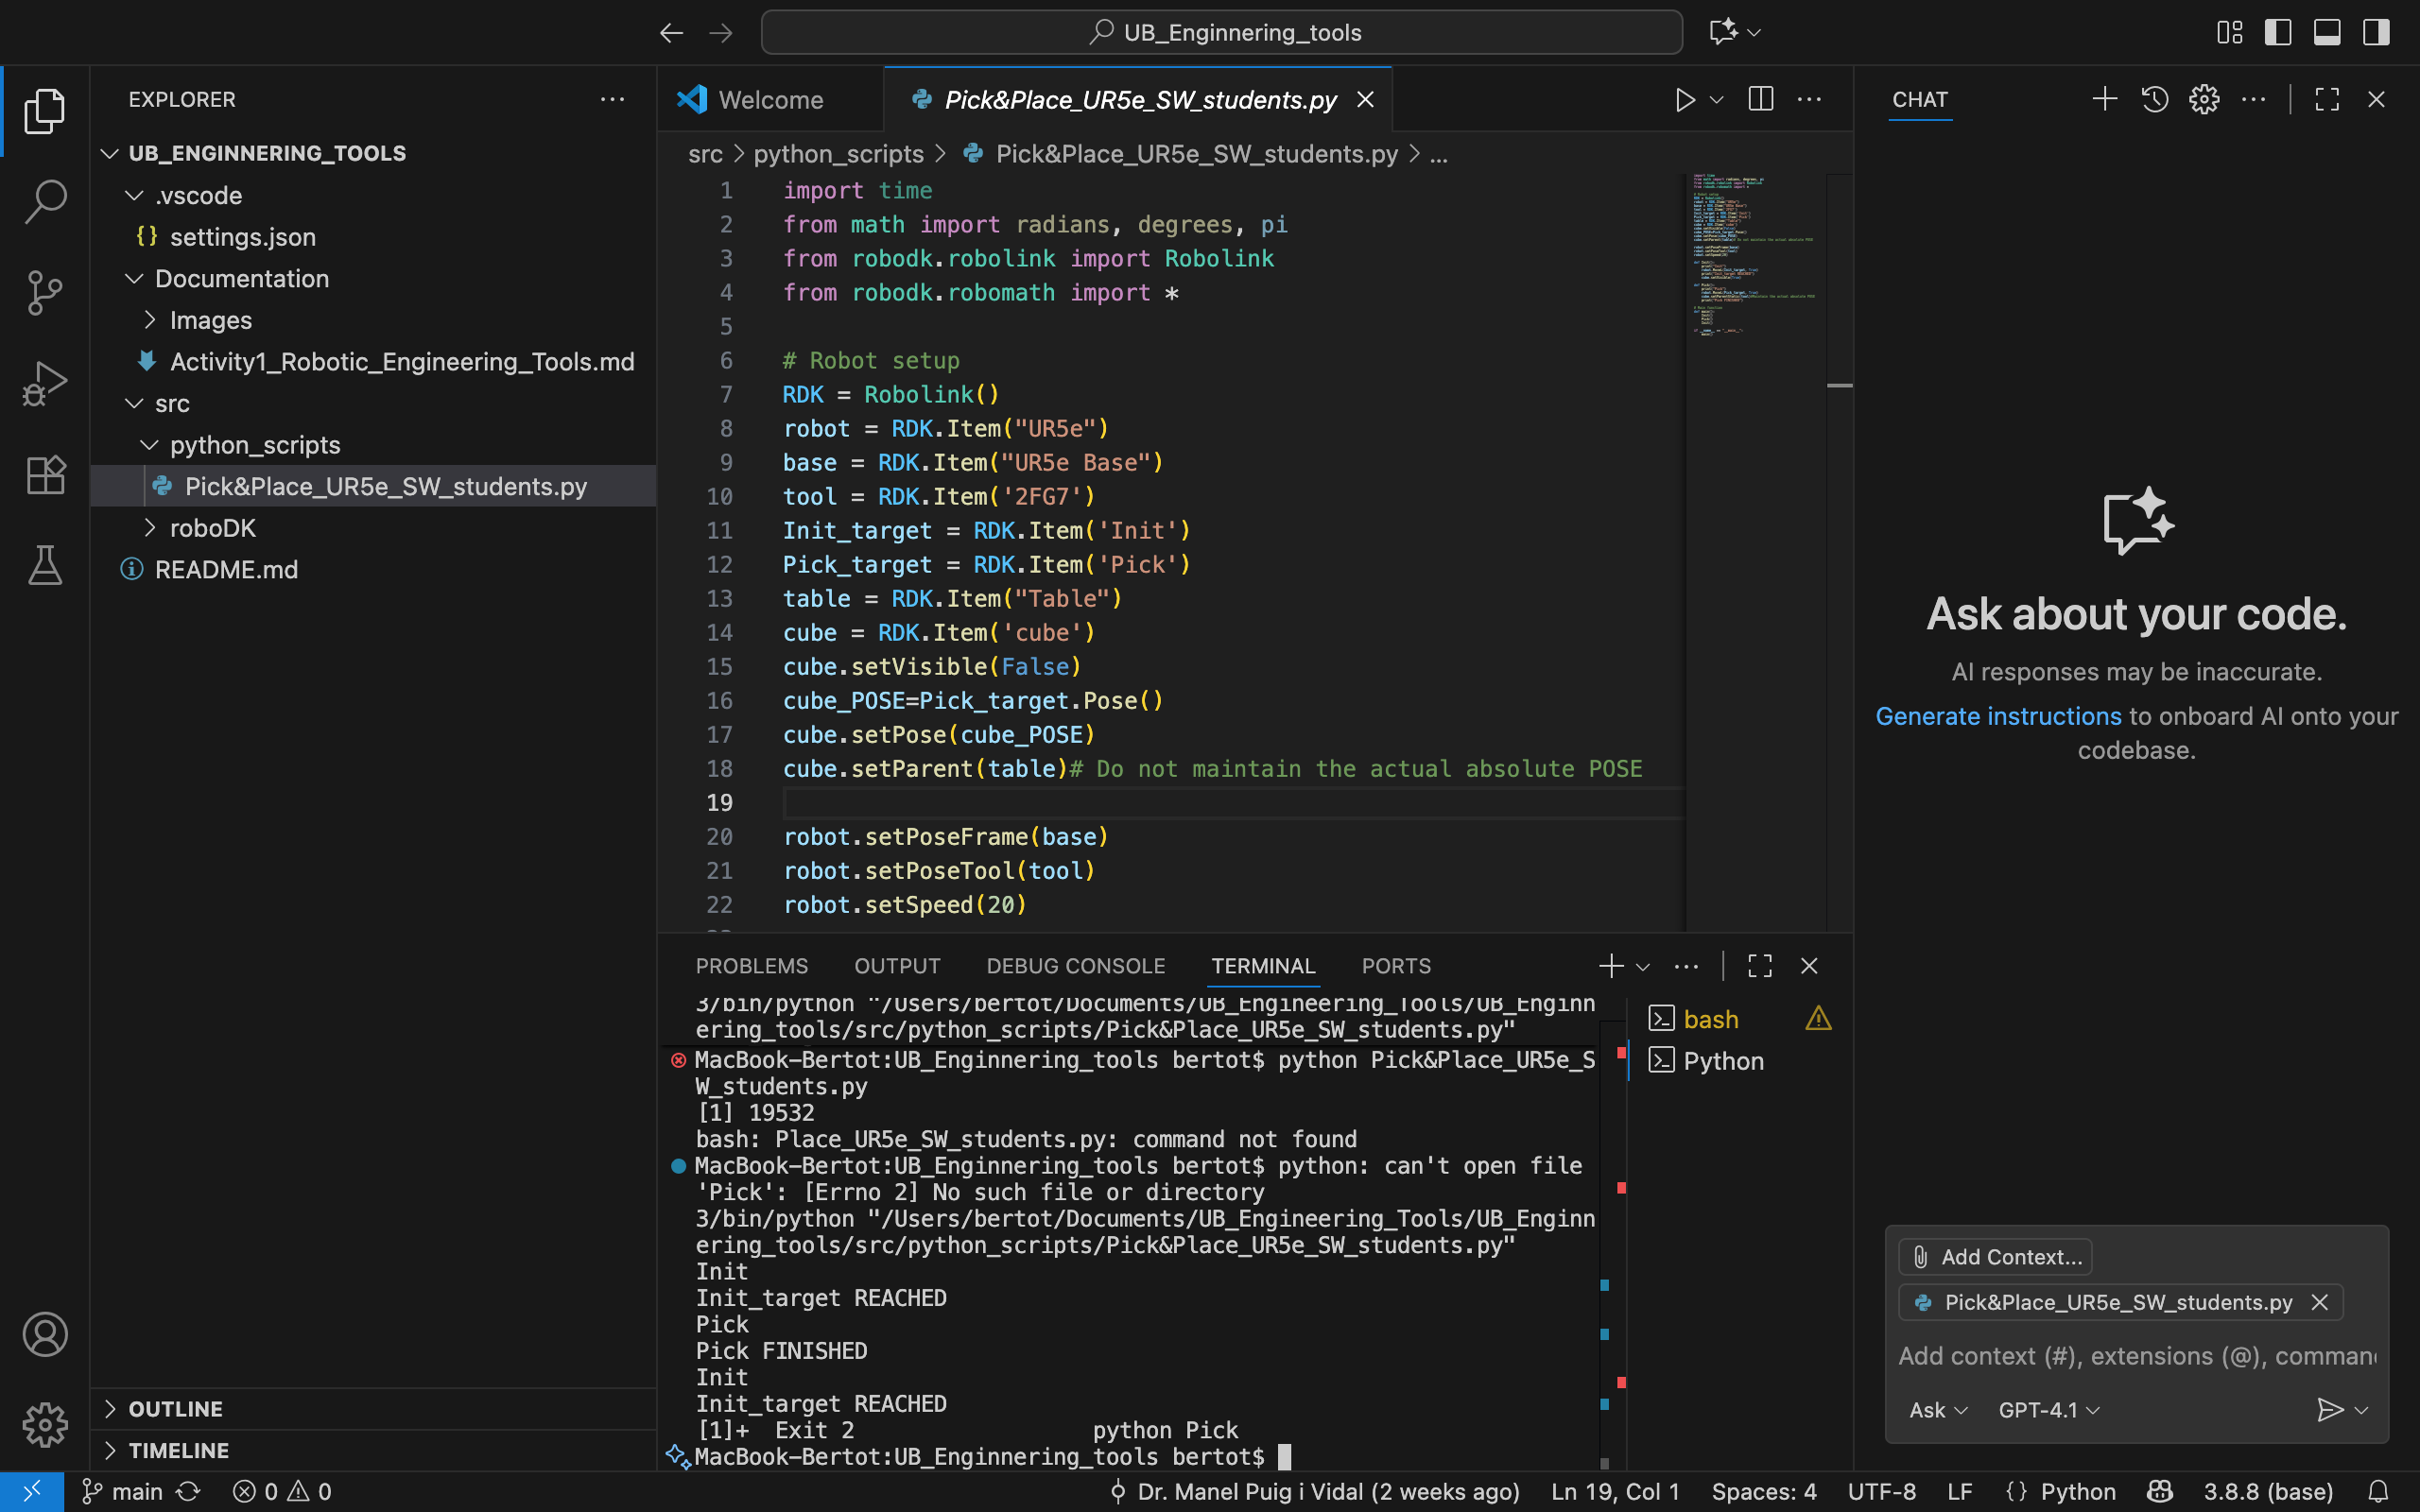 UB_Enginnering_tools
EXPLORER
UB_ENGINNERING_TOOLS
.vscode
{} settings.json
Documentation
Images
Activity1_Robotic_Engineering_Tools.md
src
python_scripts
Pick&Place_UR5e_SW_students.py
roboDK
README.md
OUTLINE
TIMELINE
Welcome
Pick&Place_UR5e_SW_students.py
src > python_scripts > Pick&Place_UR5e_SW_students.py > ...
1 import time
2 from math import radians, degrees, pi
3 from robodk.robolink import Robolink
4 from robodk.robomath import *
5
6 # Robot setup
7 RDK = Robolink()
8 robot = RDK.Item("UR5e")
9 base = RDK.Item("UR5e Base")
10 tool = RDK.Item('2FG7')
11 Init_target = RDK.Item('Init')
12 Pick_target = RDK.Item('Pick')
13 table = RDK.Item("Table")
14 cube = RDK.Item('cube')
15 cube.setVisible(False)
16 cube_POSE=Pick_target.Pose()
17 cube.setPose(cube_POSE)
18 cube.setParent(table)# Do not maintain the actual absolute POSE
19
20 robot.setPoseFrame(base)
21 robot.setPoseTool(tool)
22 robot.setSpeed(20)
PROBLEMS OUTPUT DEBUG CONSOLE TERMINAL PORTS
3/bin/python "/Users/bertot/Documents/UB_Engineering_Tools/UB_Enginn
ering_tools/src/python_scripts/Pick&Place_UR5e_SW_students.py"
MacBook-Bertot:UB_Enginnering_tools bertot$ python Pick&Place_UR5e_S
W_students.py
[1] 19532
bash: Place_UR5e_SW_students.py: command not found
MacBook-Bertot:UB_Enginnering_tools bertot$ python: can't open file
'Pick': [Errno 2] No such file or directory
3/bin/python "/Users/bertot/Documents/UB_Engineering_Tools/UB_Enginn
ering_tools/src/python_scripts/Pick&Place_UR5e_SW_students.py"
Init
Init_target REACHED
Pick
Pick FINISHED
Init
Init_target REACHED
[1]+ Exit 2 python Pick
MacBook-Bertot:UB_Enginnering_tools bertot$
bash
Python
CHAT
Ask about your code.
AI responses may be inaccurate.
Generate instructions to onboard AI onto your
codebase.
Add Context...
Pick&Place_UR5e_SW_students.py
Add context (#), extensions (@), comman
Ask GPT-4.1
main 0 0 Dr. Manel Puig i Vidal (2 weeks ago) Ln 19, Col 1 Spaces: 4 UTF-8 LF {} Python 3.8.8 (base)